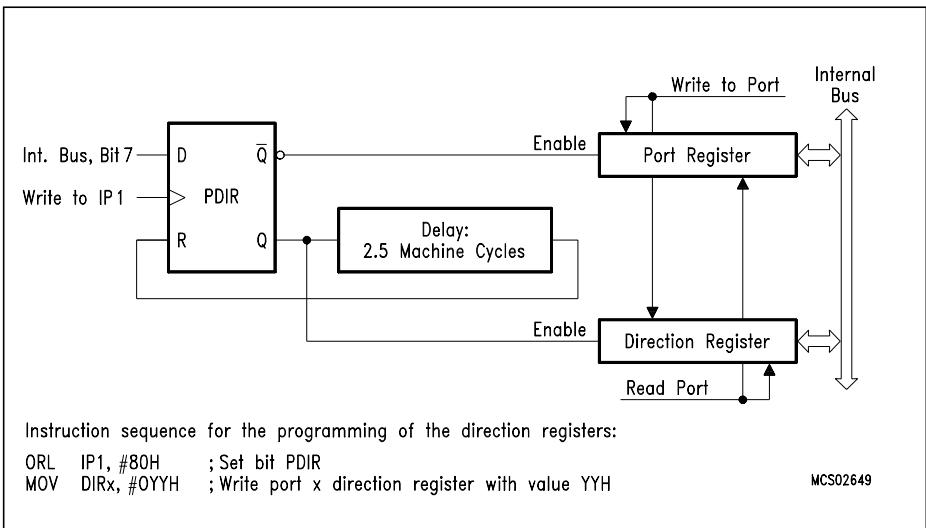 Write to Port
Internal
Bus
Enable
Port Register
Int. Bus, Bit 7
D
Q
Write to IP1
PDIR
R
Q
Delay:
2.5 Machine Cycles
Enable
Direction Register
Read Port
Instruction sequence for the programming of the direction registers:
ORL IP1, #80H ; Set bit PDIR
MOV DIRx, #0YYH ; Write port x direction register with value YYH
MCS02649